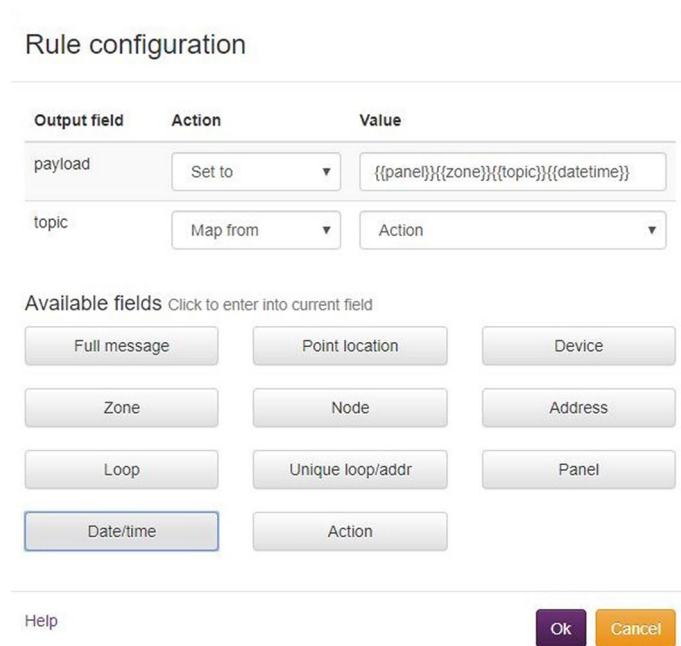 Rule configuration
Output field Action Value
payload Set to {{panel}}{{zone}}{{topic}}{{datetime}}
topic Map from Action
Available fields Click to enter into current field
Full message Point location Device
Zone Node Address
Loop Unique loop/addr Panel
Date/time Action
Help Ok Cancel